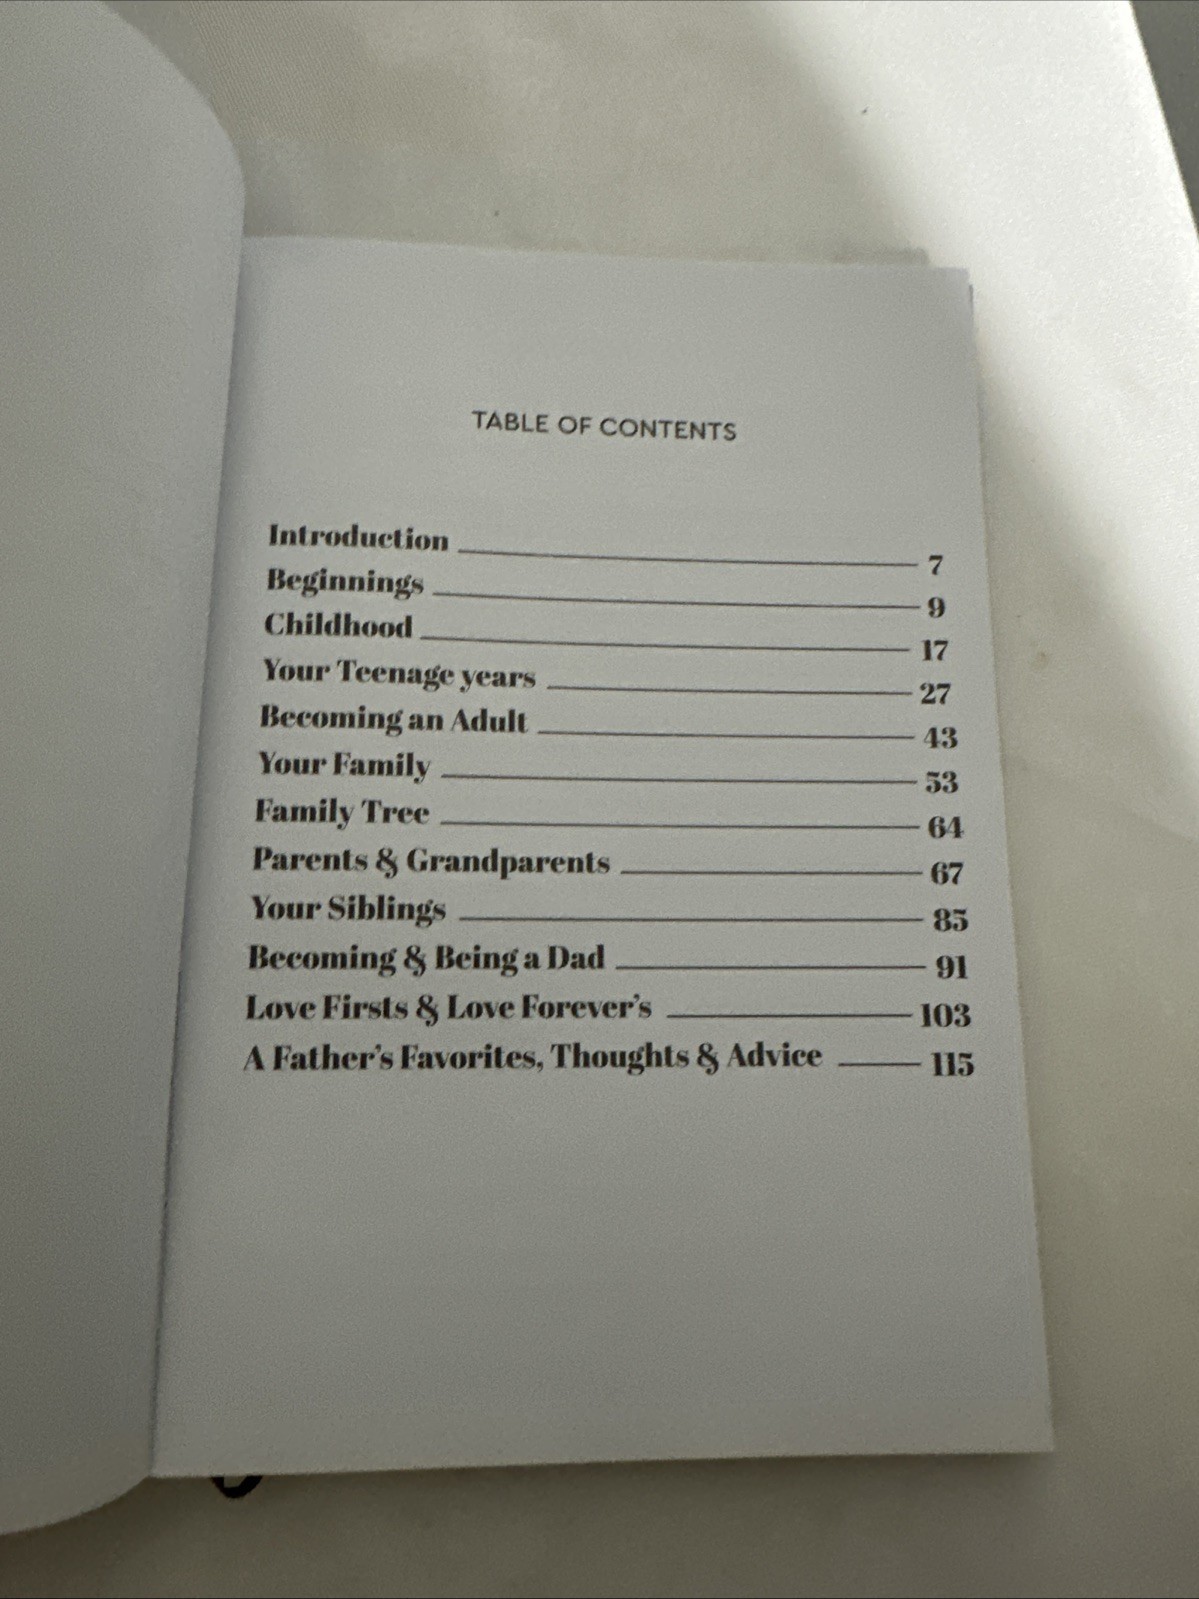 TABLE OF CONTENTS
Introduction 7
Beginnings 9
Childhood 17
Your Teenage years 27
Becoming an Adult 43
Your Family 53
Family Tree 64
Parents & Grandparents 67
Your Siblings 85
Becoming & Being a Dad 91
Love Firsts & Love Forever’s 103
A Father’s Favorites, Thoughts & Advice 115